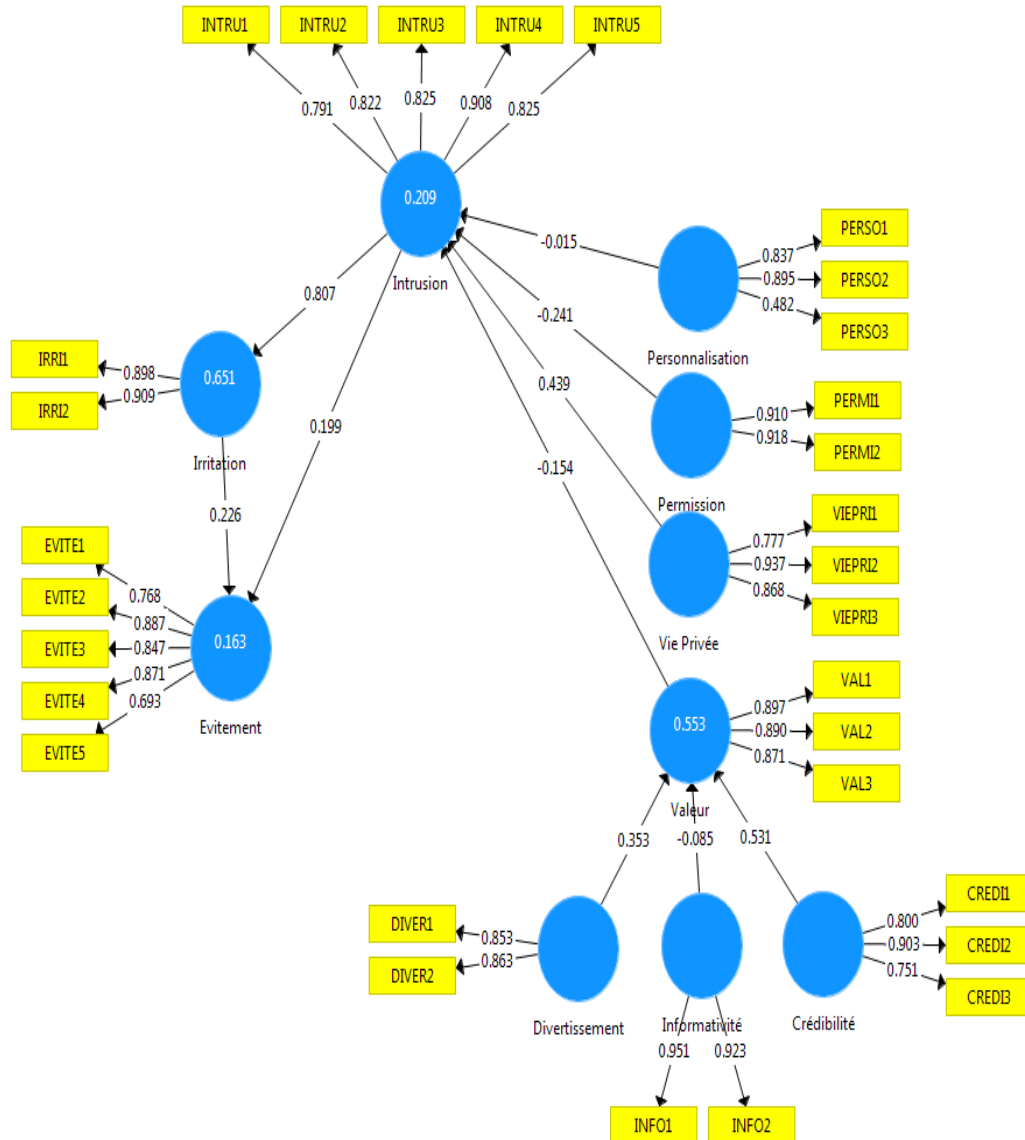 INTRU1 INTRU2 INTRU3 INTRU4 INTRU5
0.791 0.822 0.825 0.908 0.825
0.209
Intrusion
-0.015
-0.241
0.439
-0.154
0.807
0.199
Personnalisation
0.837
0.895
0.482
PERSO1
PERSO2
PERSO3
IRRI1
IRRI2
0.898
0.909
0.651
Irritation
0.226
Permission
0.910
0.918
PERMI1
PERMI2
Vie Privée
0.777
0.937
0.868
VIEPRI1
VIEPRI2
VIEPRI3
EVITE1
EVITE2
EVITE3
EVITE4
EVITE5
0.768
0.887
0.847
0.871
0.693
0.163
Evitement
0.553
Valeur
0.897
0.890
0.871
VAL1
VAL2
VAL3
0.353
-0.085
0.531
DIVER1
DIVER2
0.853
0.863
Divertissement
Informativité
Crédibilité
0.800
0.903
0.751
CREDI1
CREDI2
CREDI3
0.951 0.923
INFO1 INFO2